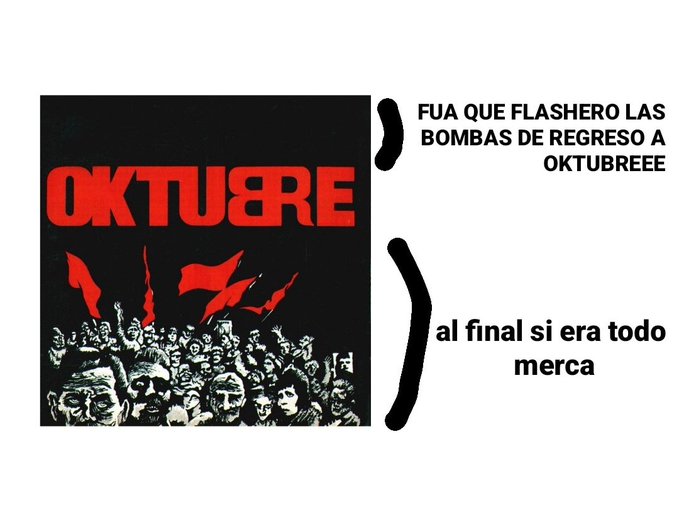 OKTUBRE
FUA QUE FLASHERO LAS
BOMBAS DE REGRESO A
OKTUBREEE
al final si era todo
merca